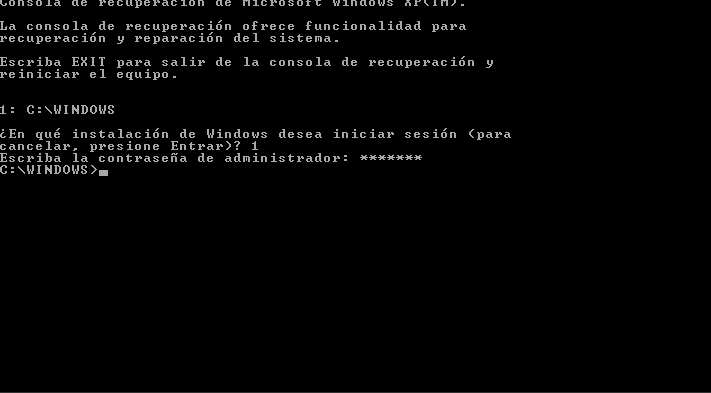 Consola de recuperación de Microsoft Windows XP(TM).
La consola de recuperación ofrece funcionalidad para
recuperación y reparación del sistema.
Escriba EXIT para salir de la consola de recuperación y
reiniciar el equipo.
1: C:\WINDOWS
¿En qué instalación de Windows desea iniciar sesión (para
cancelar, presione Entrar)? 1
Escriba la contraseña de administrador: *******
C:\WINDOWS>